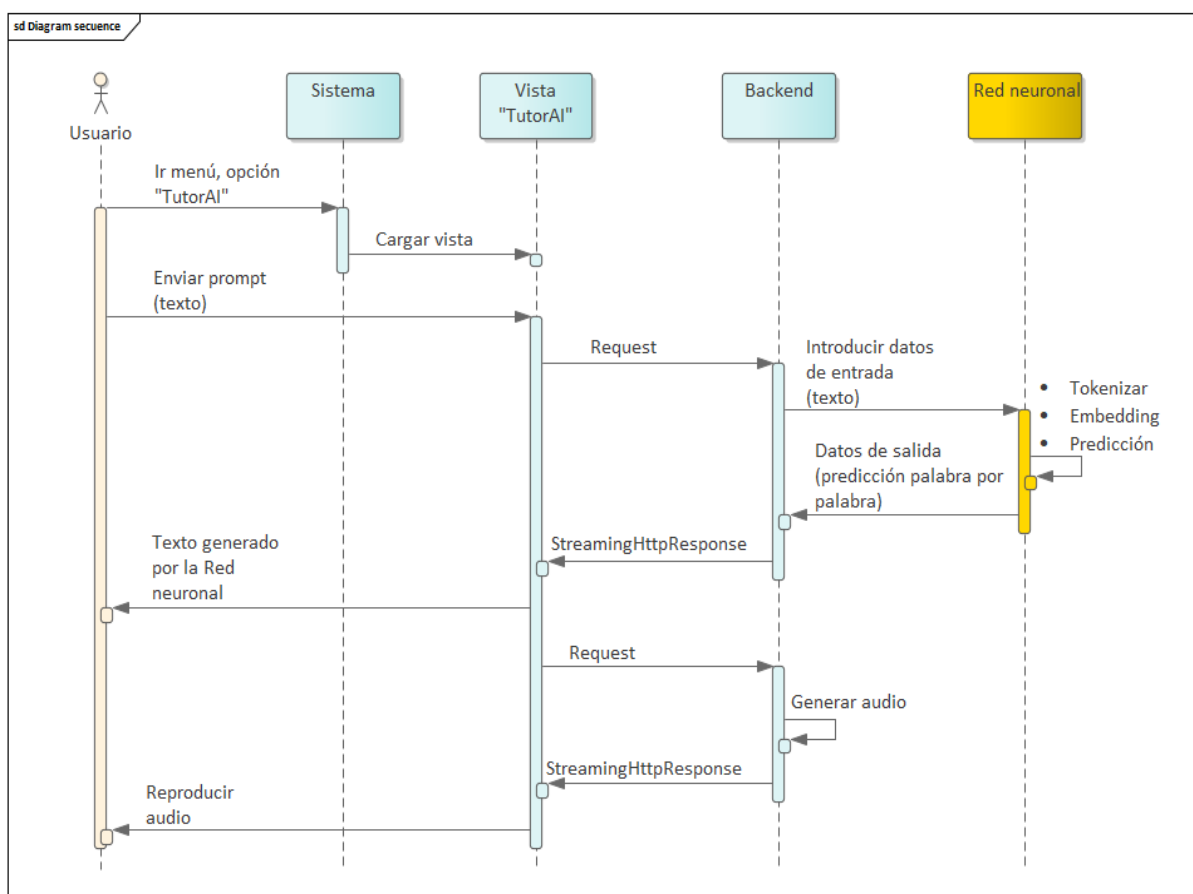 sd Diagram secuence
Usuario
Sistema
Vista
"TutorAI"
Backend
Red neuronal
Ir menú, opción
"TutorAI"
Cargar vista
Enviar prompt
(texto)
Request
Introducir datos
de entrada
(texto)
• Tokenizar
• Embedding
• Predicción
Datos de salida
(predicción palabra por
palabra)
StreamingHttpResponse
Texto generado
por la Red
neuronal
Request
Generar audio
StreamingHttpResponse
Reproducir
audio